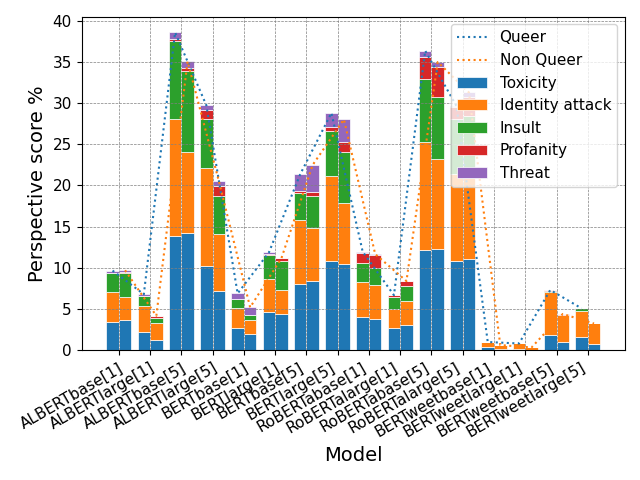 40
35
30
25
20
15
10
5
0
Perspective score %
Queer
Non Queer
Toxicity
Identity attack
Insult
Profanity
Threat
ALBERTbase[1]
ALBERTlarge[1]
ALBERTbase[5]
ALBERTlarge[5]
BERTbase[1]
BERTlarge[1]
BERTbase[5]
BERTlarge[5]
RoBERTabase[1]
RoBERTalarge[1]
RoBERTabase[5]
RoBERTalarge[5]
BERTweetbase[1]
BERTweetlarge[1]
BERTweetbase[5]
BERTweetlarge[5]
Model